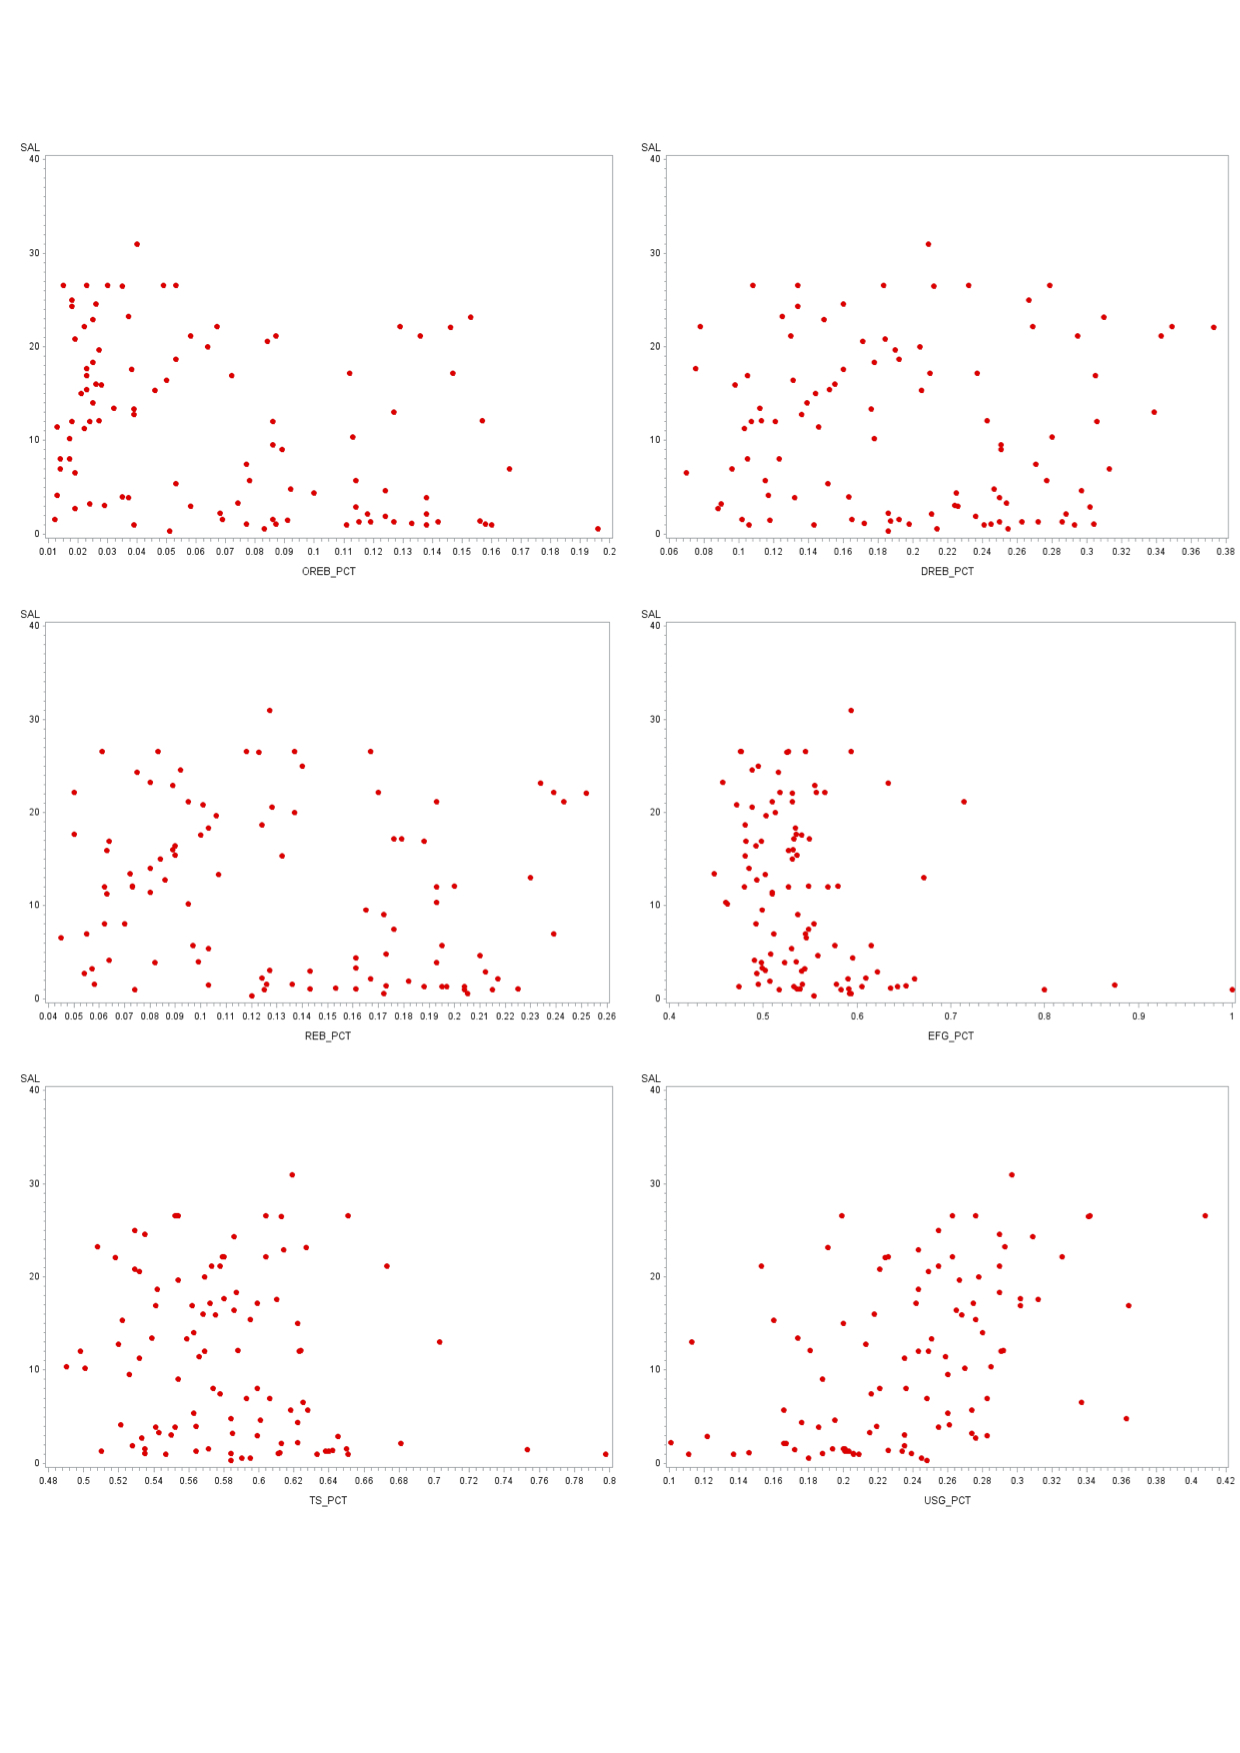 SAL SAL
40 40
30 30
20 20
10 10
0 0
0.01 0.02 0.03 0.04 0.05 0.06 0.07 0.08 0.09 0.1 0.11 0.12 0.13 0.14 0.15 0.16 0.17 0.18 0.19 0.2 0.06 0.08 0.1 0.12 0.14 0.16 0.18 0.2 0.22 0.24 0.26 0.28 0.30 0.32 0.34 0.36 0.38
OREB_PCT DREB_PCT
SAL SAL
40 40
30 30
20 20
10 10
0 0
0.04 0.05 0.06 0.07 0.08 0.09 0.10 0.11 0.12 0.13 0.14 0.15 0.16 0.17 0.18 0.19 0.2 0.21 0.22 0.23 0.24 0.25 0.26 0.4 0.5 0.6 0.7 0.8 0.9 1
REB_PCT EFG_PCT
SAL SAL
40 40
30 30
20 20
10 10
0 0
0.48 0.5 0.52 0.54 0.56 0.58 0.6 0.62 0.64 0.66 0.68 0.7 0.72 0.74 0.76 0.78 0.8 0.1 0.12 0.14 0.16 0.18 0.2 0.22 0.24 0.26 0.28 0.3 0.32 0.34 0.36 0.38 0.4 0.42
TS_PCT USG_PCT